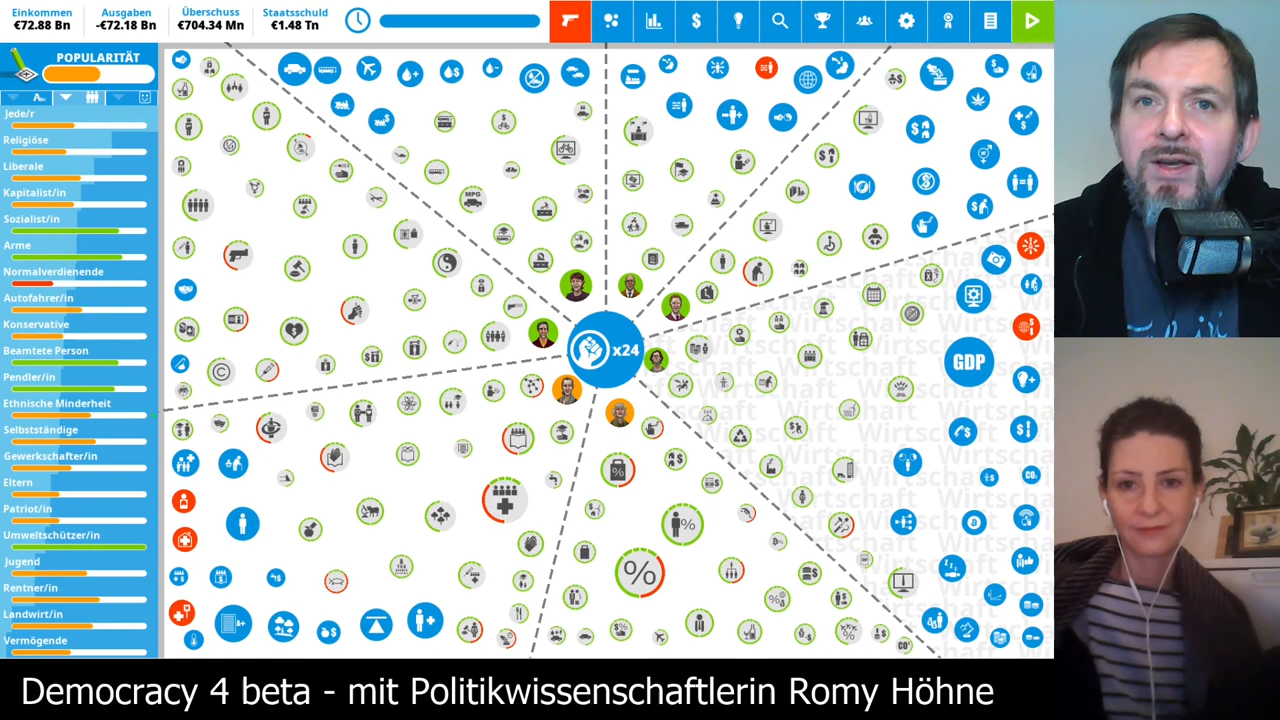 Einkommen
€72.88 Bn
Ausgaben
-€72.18 Bn
Überschuss
€704.34 Mn
Staatsschuld
€1.48 Tn
POPULARITÄT
Jede/r
Religiöse
Liberale
Kapitalist/in
Sozialist/in
Arme
Normalverdienende
Autofahrer/in
Konservative
Beamtete Person
Pendler/in
Ethnische Minderheit
Selbstständige
Gewerkschafter/in
Eltern
Patriot/in
Umweltschützer/in
Jugend
Rentner/in
Landwirt/in
Vermögende
x24
GDP
MPG
Wirtschaft
Democracy 4 beta - mit Politikwissenschaftlerin Romy Höhne